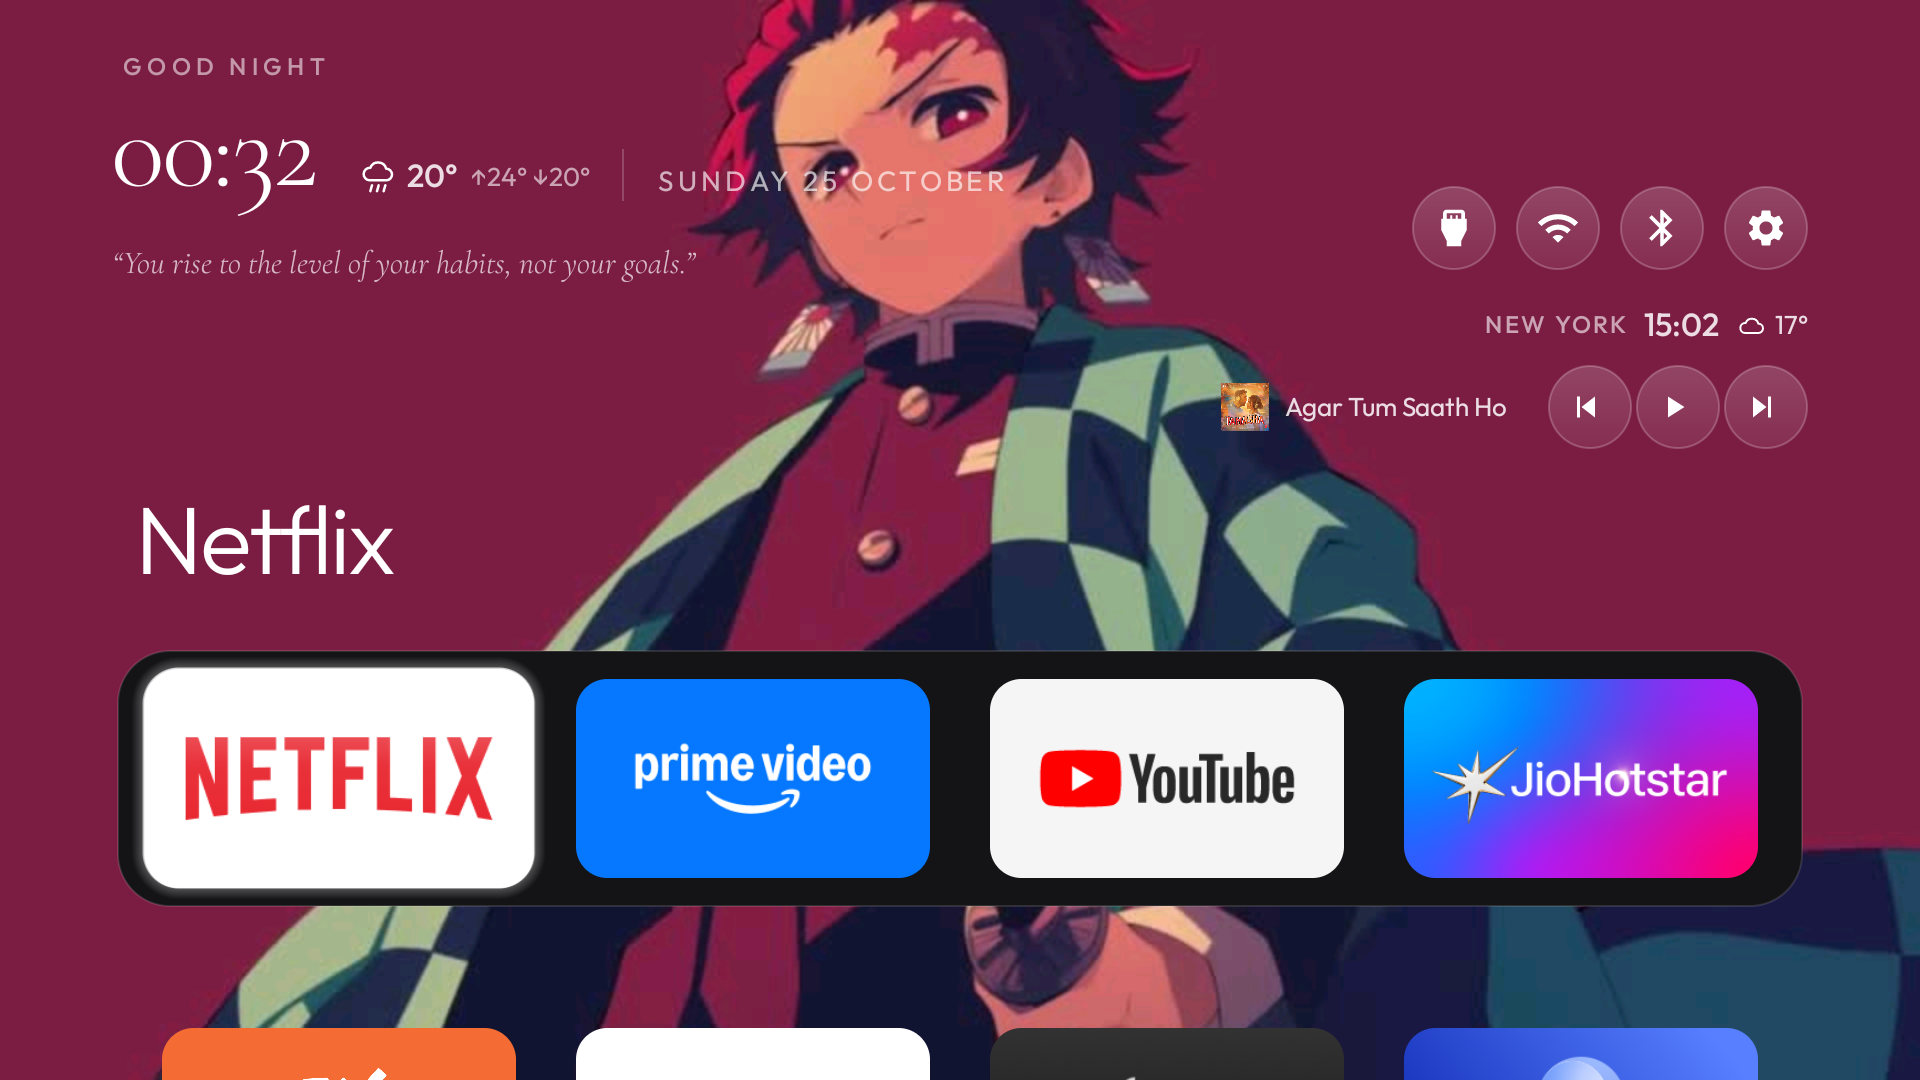 GOOD NIGHT
00:32 20° ↑24° ↓20° SUNDAY 25 OCTOBER
“You rise to the level of your habits, not your goals.”
NEW YORK 15:02 17°
Agar Tum Saath Ho
Netflix
NETFLIX
prime video
YouTube
JioHotstar